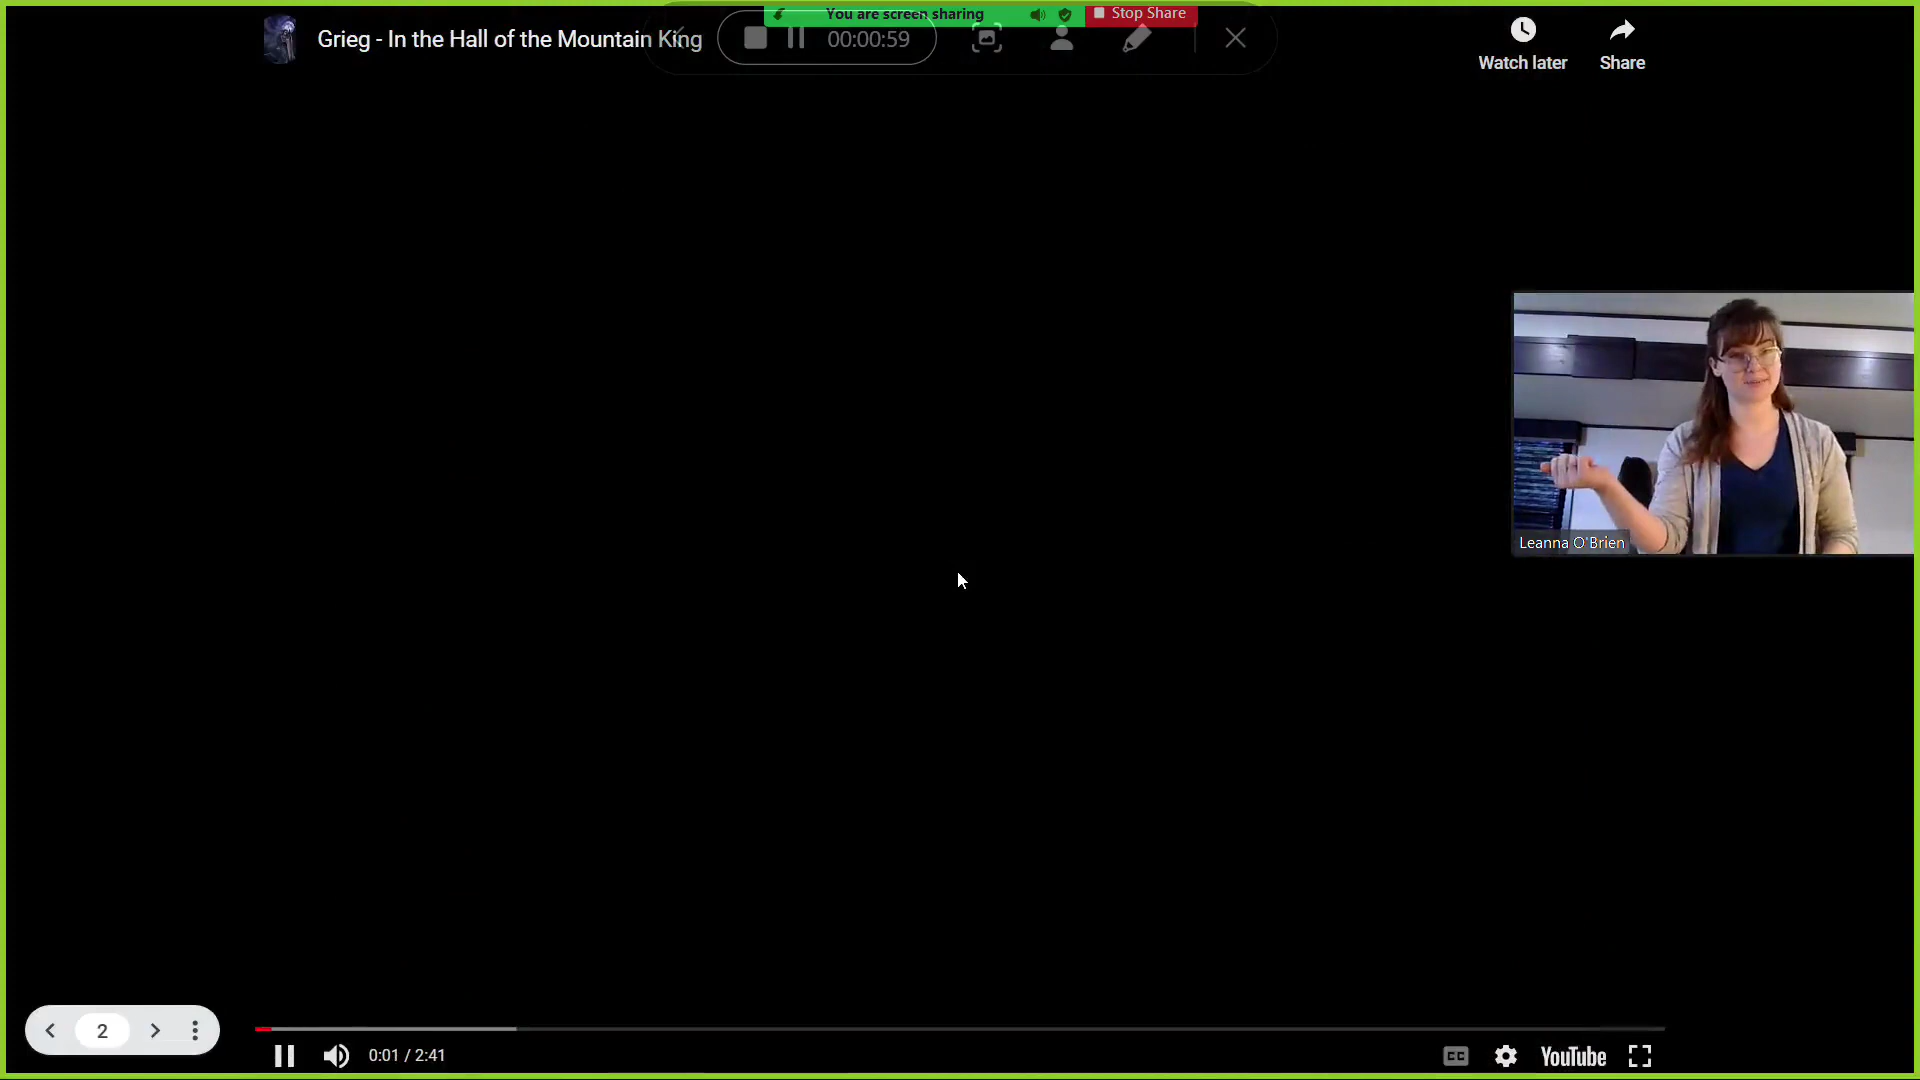 You are screen sharing
Stop Share
Grieg - In the Hall of the Mountain King
00:00:59
Watch later
Share
Leanna O'Brien
2
0:01 / 2:41
CC
YouTube